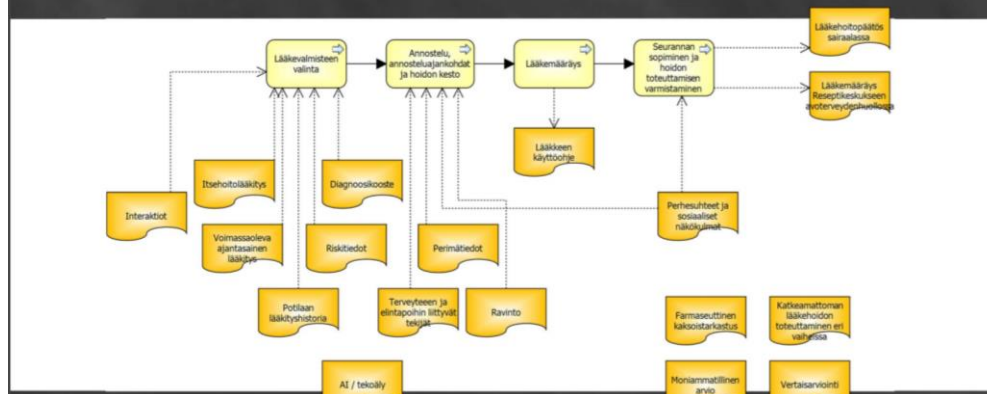 Lääkevalmisteen
valinta
Annostelu,
annosteluajankohdat
ja hoidon kesto
Lääkemääräys
Seurannan
sopiminen ja
hoidon
toteuttamisen
varmistaminen
Lääkehoitopäätös
sairaalassa
Lääkemääräys
Reseptikeskukseen
avoterveydenhuollossa
Lääkkeen
käyttöohje
Itsehoitolääkitys
Diagnoosikooste
Interaktiot
Perhesuhteet ja
sosiaaliset
näkökulmat
Voimassaoleva
ajantasainen
lääkitys
Riskitiedot
Perimätiedot
Potilaan
lääkityshistoria
Terveyteeen ja
elintapoihin liittyvät
tekijät
Ravinto
Farmaseuttinen
kaksoistarkastus
Katkeamattoman
lääkehoidon
toteuttaminen eri
vaiheissa
AI / tekoäly
Moniammatillinen
arvio
Vertaisarviointi